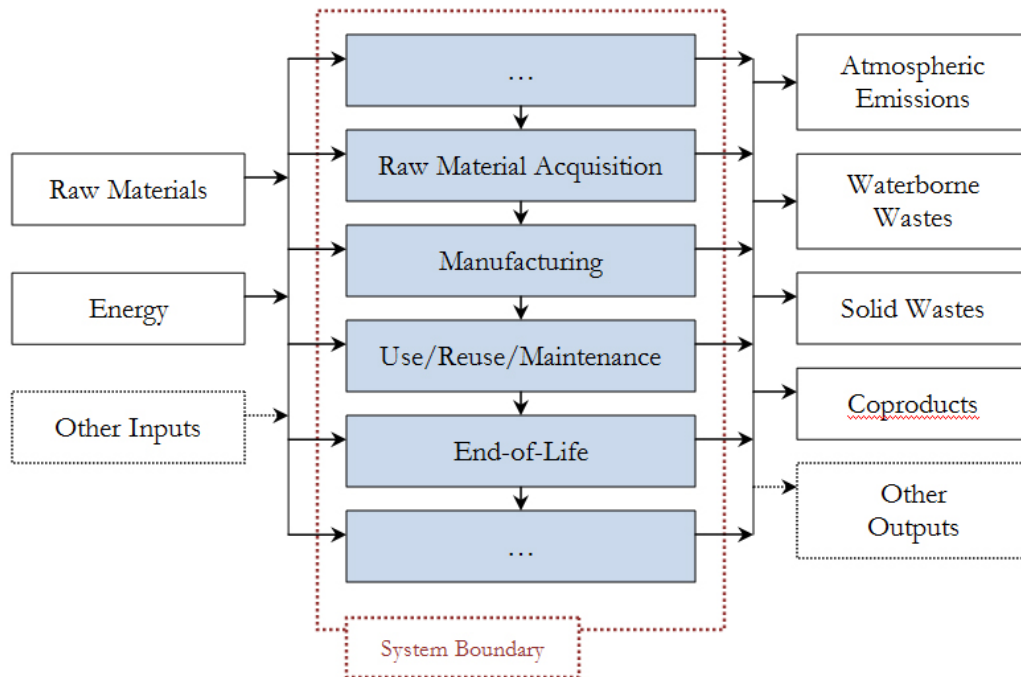 Raw Materials
Energy
Other Inputs
…
Raw Material Acquisition
Manufacturing
Use/Reuse/Maintenance
End-of-Life
…
System Boundary
Atmospheric
Emissions
Waterborne
Wastes
Solid Wastes
Coproducts
Other
Outputs